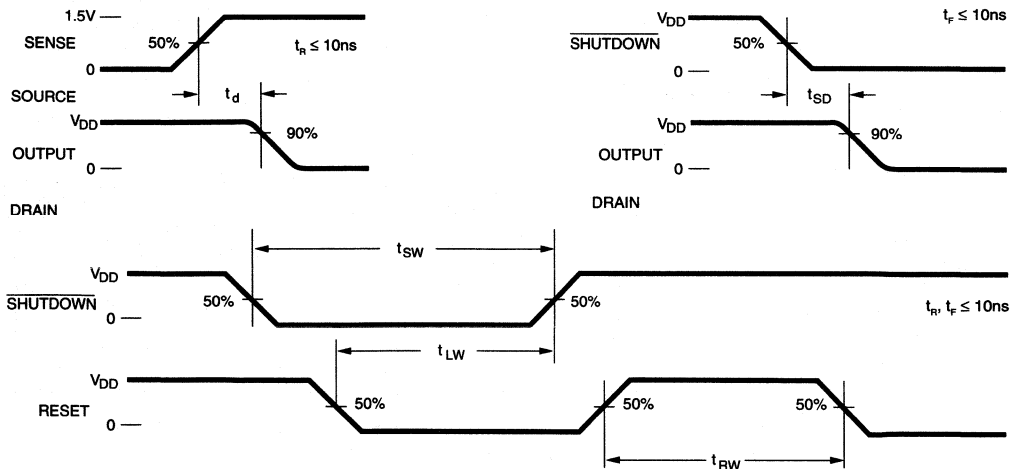 1.5V
SENSE
50%
t_R ≤ 10ns
0
SOURCE
t_d
V_DD
90%
OUTPUT
0
DRAIN
V_DD
t_F ≤ 10ns
SHUTDOWN
50%
0
t_SD
V_DD
90%
OUTPUT
0
DRAIN
t_SW
V_DD
SHUTDOWN
50%
50%
t_R, t_F ≤ 10ns
0
t_LW
V_DD
RESET
50%
50%
50%
0
t_RW